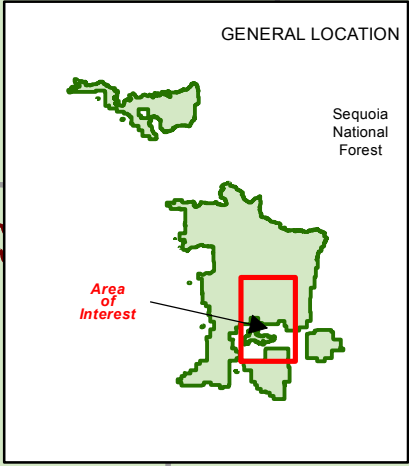 GENERAL LOCATION
Sequoia
National
Forest
Area
of
Interest